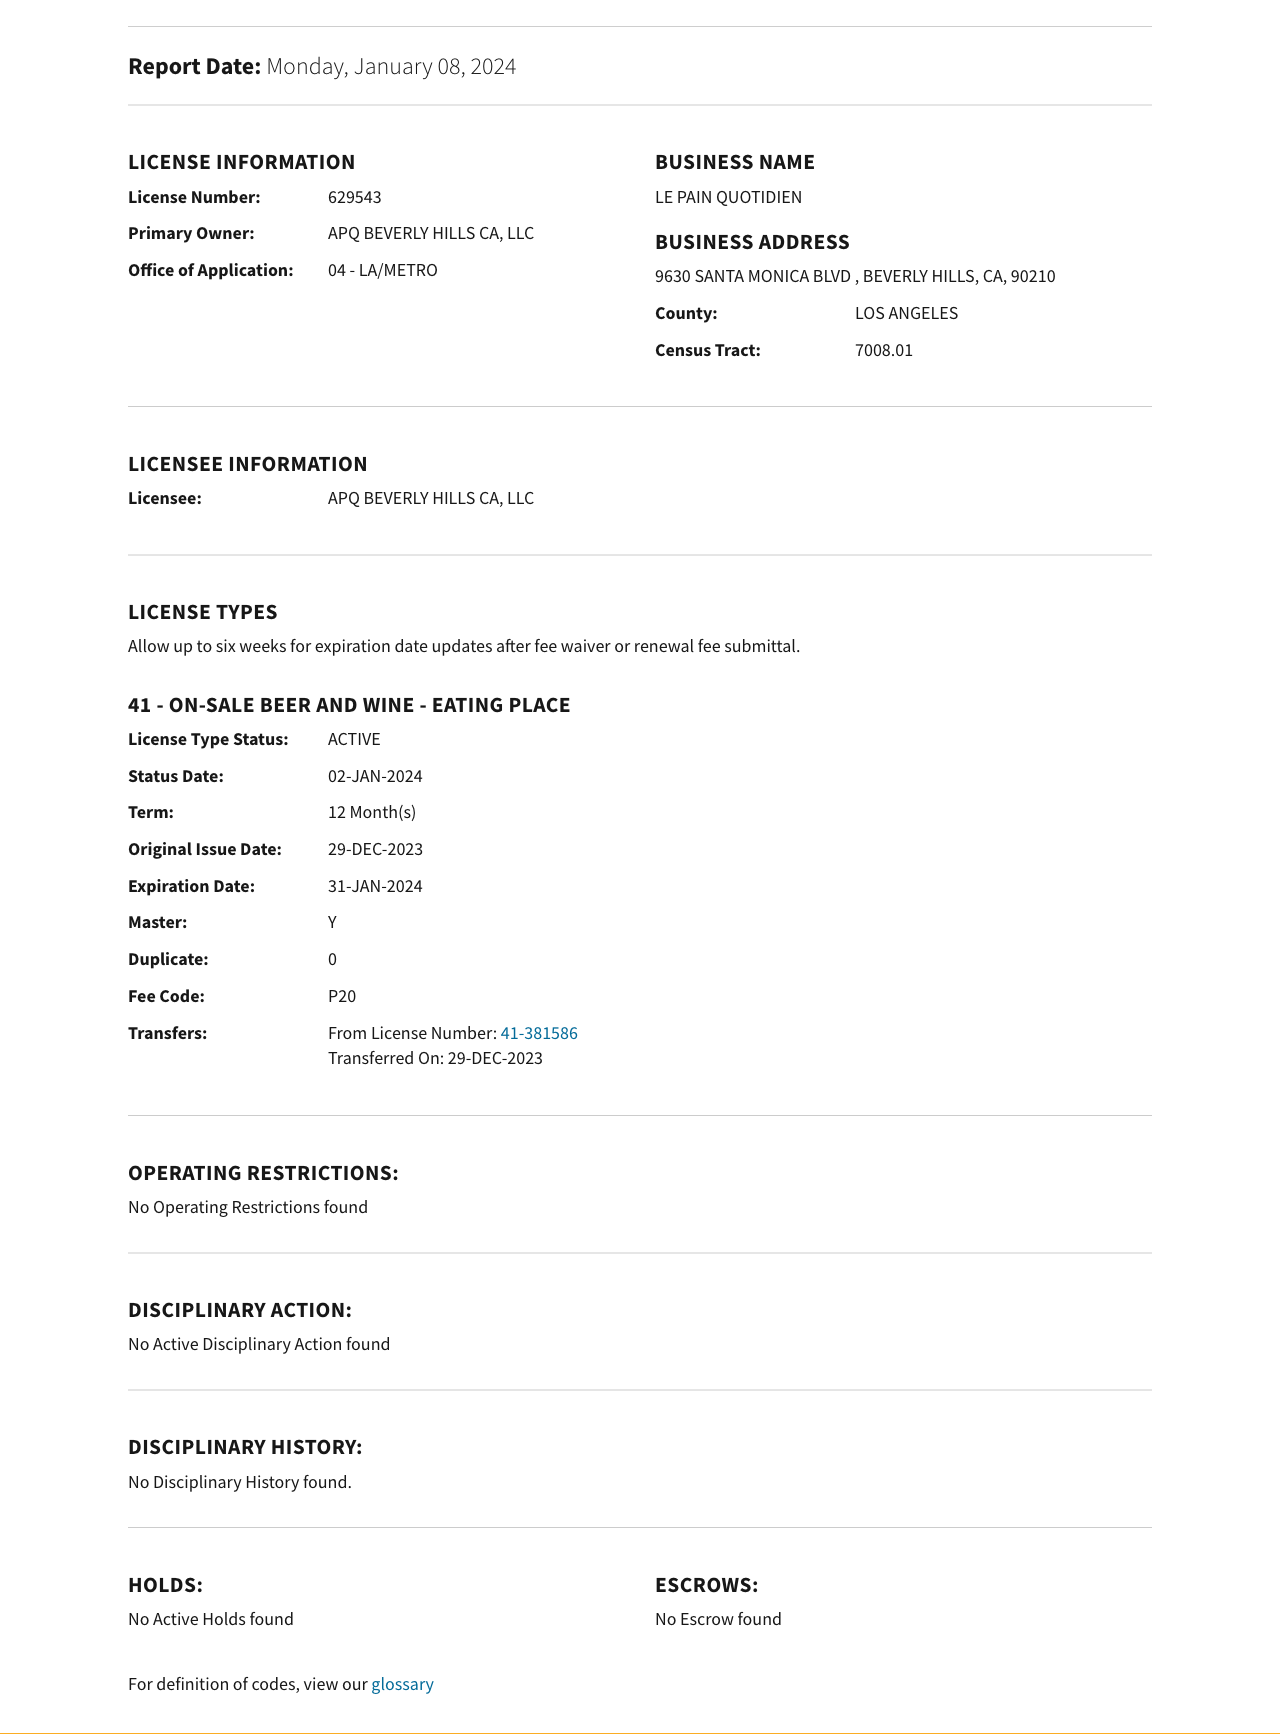 Report Date: Monday, January 08, 2024
LICENSE INFORMATION
License Number: 629543
Primary Owner: APQ BEVERLY HILLS CA, LLC
Office of Application: 04 - LA/METRO
BUSINESS NAME
LE PAIN QUOTIDIEN
BUSINESS ADDRESS
9630 SANTA MONICA BLVD , BEVERLY HILLS, CA, 90210
County: LOS ANGELES
Census Tract: 7008.01
LICENSEE INFORMATION
Licensee: APQ BEVERLY HILLS CA, LLC
LICENSE TYPES
Allow up to six weeks for expiration date updates after fee waiver or renewal fee submittal.
41 - ON-SALE BEER AND WINE - EATING PLACE
License Type Status: ACTIVE
Status Date: 02-JAN-2024
Term: 12 Month(s)
Original Issue Date: 29-DEC-2023
Expiration Date: 31-JAN-2024
Master: Y
Duplicate: 0
Fee Code: P20
Transfers: From License Number: 41-381586
Transferred On: 29-DEC-2023
OPERATING RESTRICTIONS:
No Operating Restrictions found
DISCIPLINARY ACTION:
No Active Disciplinary Action found
DISCIPLINARY HISTORY:
No Disciplinary History found.
HOLDS:
No Active Holds found
ESCROWS:
No Escrow found
For definition of codes, view our glossary